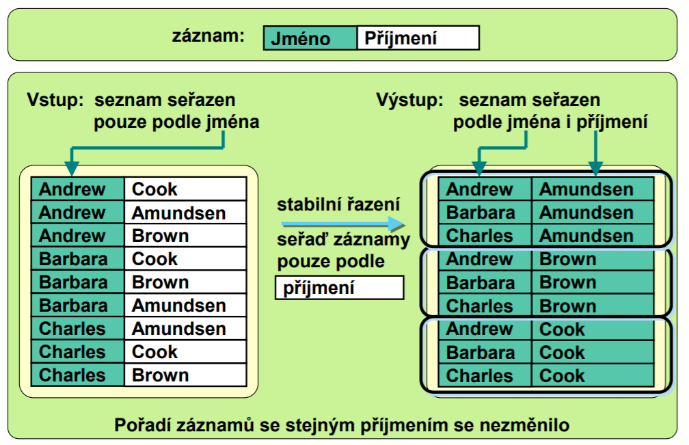 záznam: Jméno Příjmení
Vstup: seznam seřazen
pouze podle jména
Andrew Cook
Andrew Amundsen
Andrew Brown
Barbara Cook
Barbara Brown
Barbara Amundsen
Charles Amundsen
Charles Cook
Charles Brown
stabilní řazení
seřaď záznamy
pouze podle
příjmení
Výstup: seznam seřazen
podle jména i příjmení
Andrew Amundsen
Barbara Amundsen
Charles Amundsen
Andrew Brown
Barbara Brown
Charles Brown
Andrew Cook
Barbara Cook
Charles Cook
Pořadí záznamů se stejným příjmením se nezměnilo